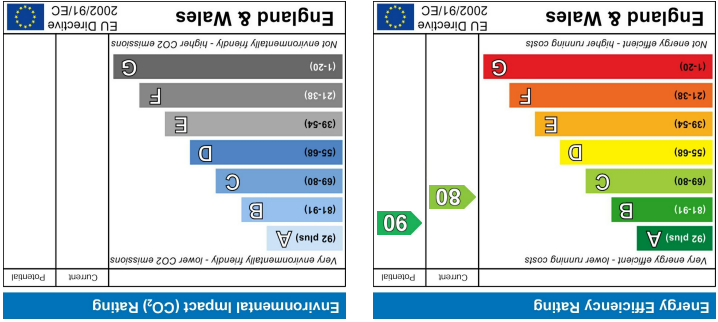 Energy Efficiency Rating
Current Potential
Very energy efficient - lower running costs
(92 plus) A
(81-91) B
90
(69-80) C
80
(55-68) D
(39-54) E
(21-38) F
(1-20) G
Not energy efficient - higher running costs
England & Wales
EU Directive
2002/91/EC
Environmental Impact (CO₂) Rating
Current Potential
Very environmentally friendly - lower CO2 emissions
(92 plus) A
(81-91) B
(69-80) C
(55-68) D
(39-54) E
(21-38) F
(1-20) G
Not environmentally friendly - higher CO2 emissions
England & Wales
EU Directive
2002/91/EC